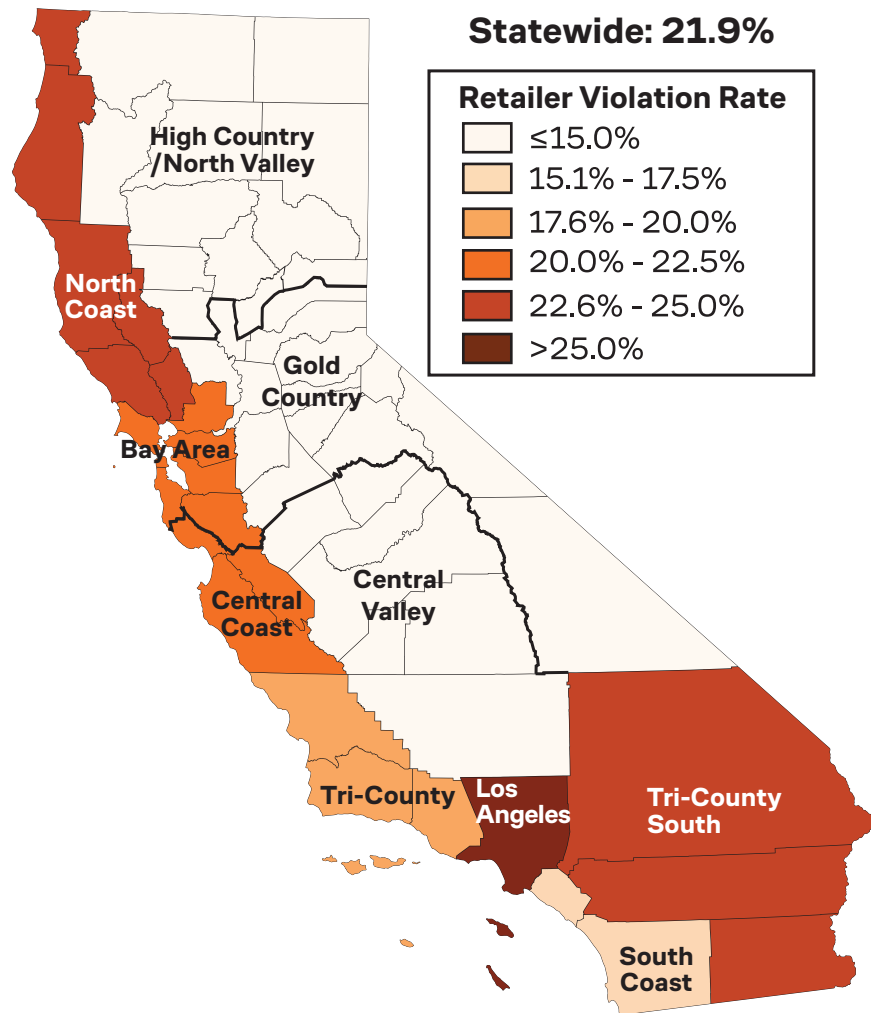 Statewide: 21.9%
Retailer Violation Rate
≤15.0%
15.1% - 17.5%
17.6% - 20.0%
20.0% - 22.5%
22.6% - 25.0%
>25.0%
High Country
/North Valley
North
Coast
Gold
Country
Bay Area
Central
Valley
Central
Coast
Tri-County
Los
Angeles
Tri-County
South
South
Coast